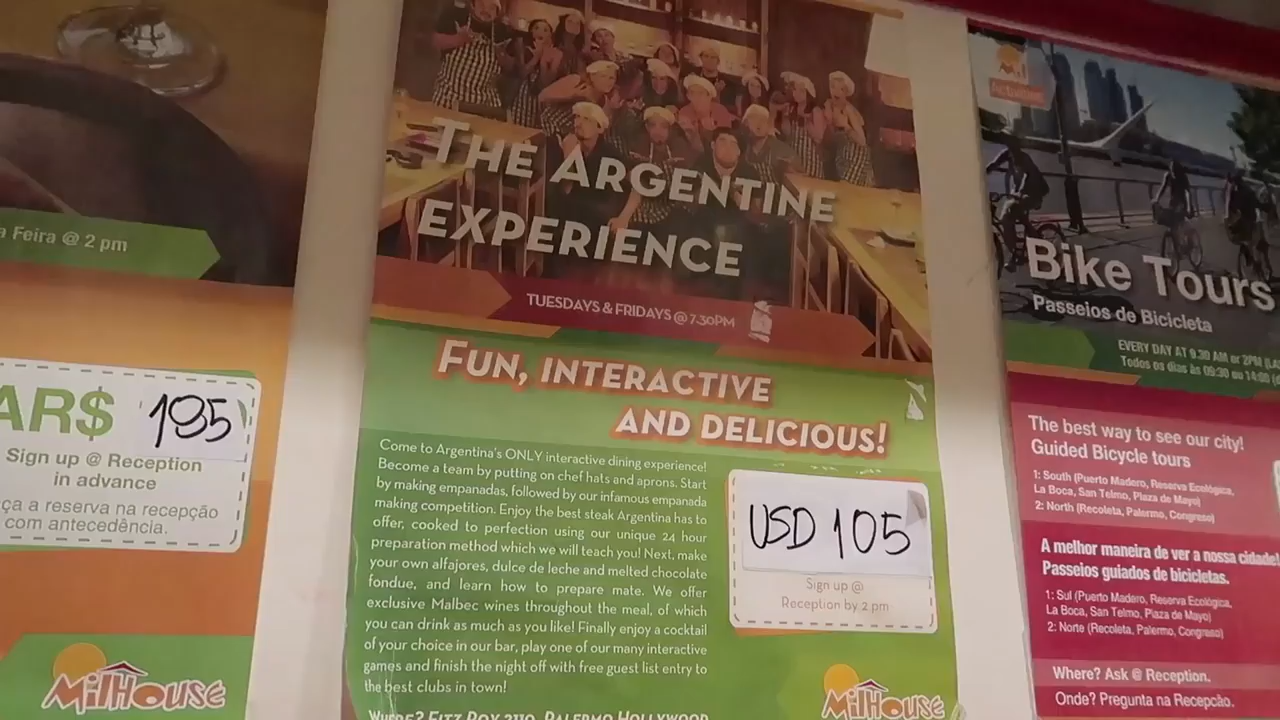 a Feira @ 2 pm
AR$ 195
Sign up @ Reception
in advance
ça a reserva na recepção
com antecedência.
MilHouse
THE ARGENTINE
EXPERIENCE
TUESDAYS & FRIDAYS @ 7.30PM
FUN, INTERACTIVE
AND DELICIOUS!
Come to Argentina's ONLY interactive dining experience!
Become a team by putting on chef hats and aprons. Start
by making empanadas, followed by our infamous empanada
making competition. Enjoy the best steak Argentina has to
offer, cooked to perfection using our unique 24 hour
preparation method which we will teach you! Next, make
your own alfajores, dulce de leche and melted chocolate
fondue, and learn how to prepare mate. We offer
exclusive Malbec wines throughout the meal, of which
you can drink as much as you like! Finally enjoy a cocktail
of your choice in our bar, play one of our many interactive
games and finish the night off with free guest list entry to
the best clubs in town!
WHERE? FITZ ROY 2110, PALERMO HOLLYWOOD
USD 105
Sign up @
Reception by 2 pm
MilHouse
Bike Tours
Passeios de Bicicleta
EVERY DAY AT 9.30 AM or 2PM
Todos os dias às 09:30 ou 14:00
The best way to see our city!
Guided Bicycle tours
1: South (Puerto Madero, Reserva Ecológica,
La Boca, San Telmo, Plaza de Mayo)
2: North (Recoleta, Palermo, Congreso)
A melhor maneira de ver a nossa cidade!
Passeios guiados de bicicletas.
1: Sul (Puerto Madero, Reserva Ecológica,
La Boca, San Telmo, Plaza de Mayo)
2: Norte (Recoleta, Palermo, Congreso)
Where? Ask @ Reception.
Onde? Pergunta na Recepcão.